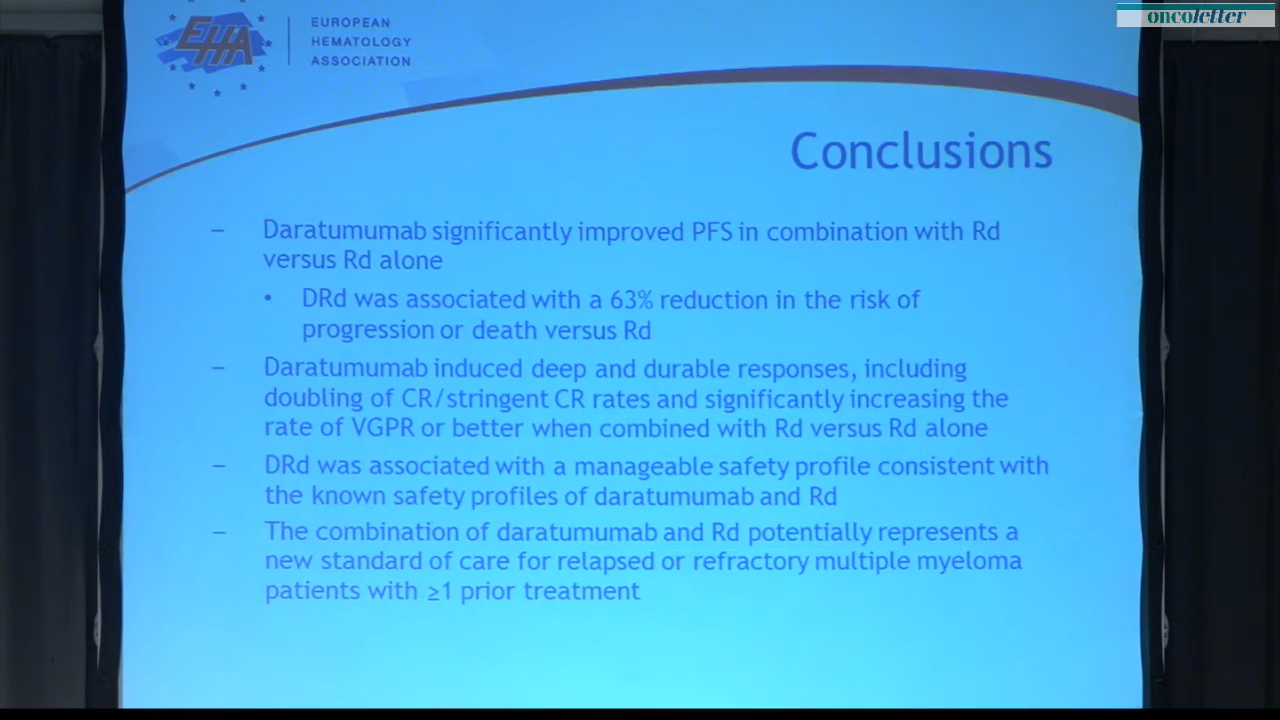 oncoletter
EHA
EUROPEAN
HEMATOLOGY
ASSOCIATION
Conclusions
– Daratumumab significantly improved PFS in combination with Rd
versus Rd alone
• DRd was associated with a 63% reduction in the risk of
progression or death versus Rd
– Daratumumab induced deep and durable responses, including
doubling of CR/stringent CR rates and significantly increasing the
rate of VGPR or better when combined with Rd versus Rd alone
– DRd was associated with a manageable safety profile consistent with
the known safety profiles of daratumumab and Rd
– The combination of daratumumab and Rd potentially represents a
new standard of care for relapsed or refractory multiple myeloma
patients with ≥1 prior treatment